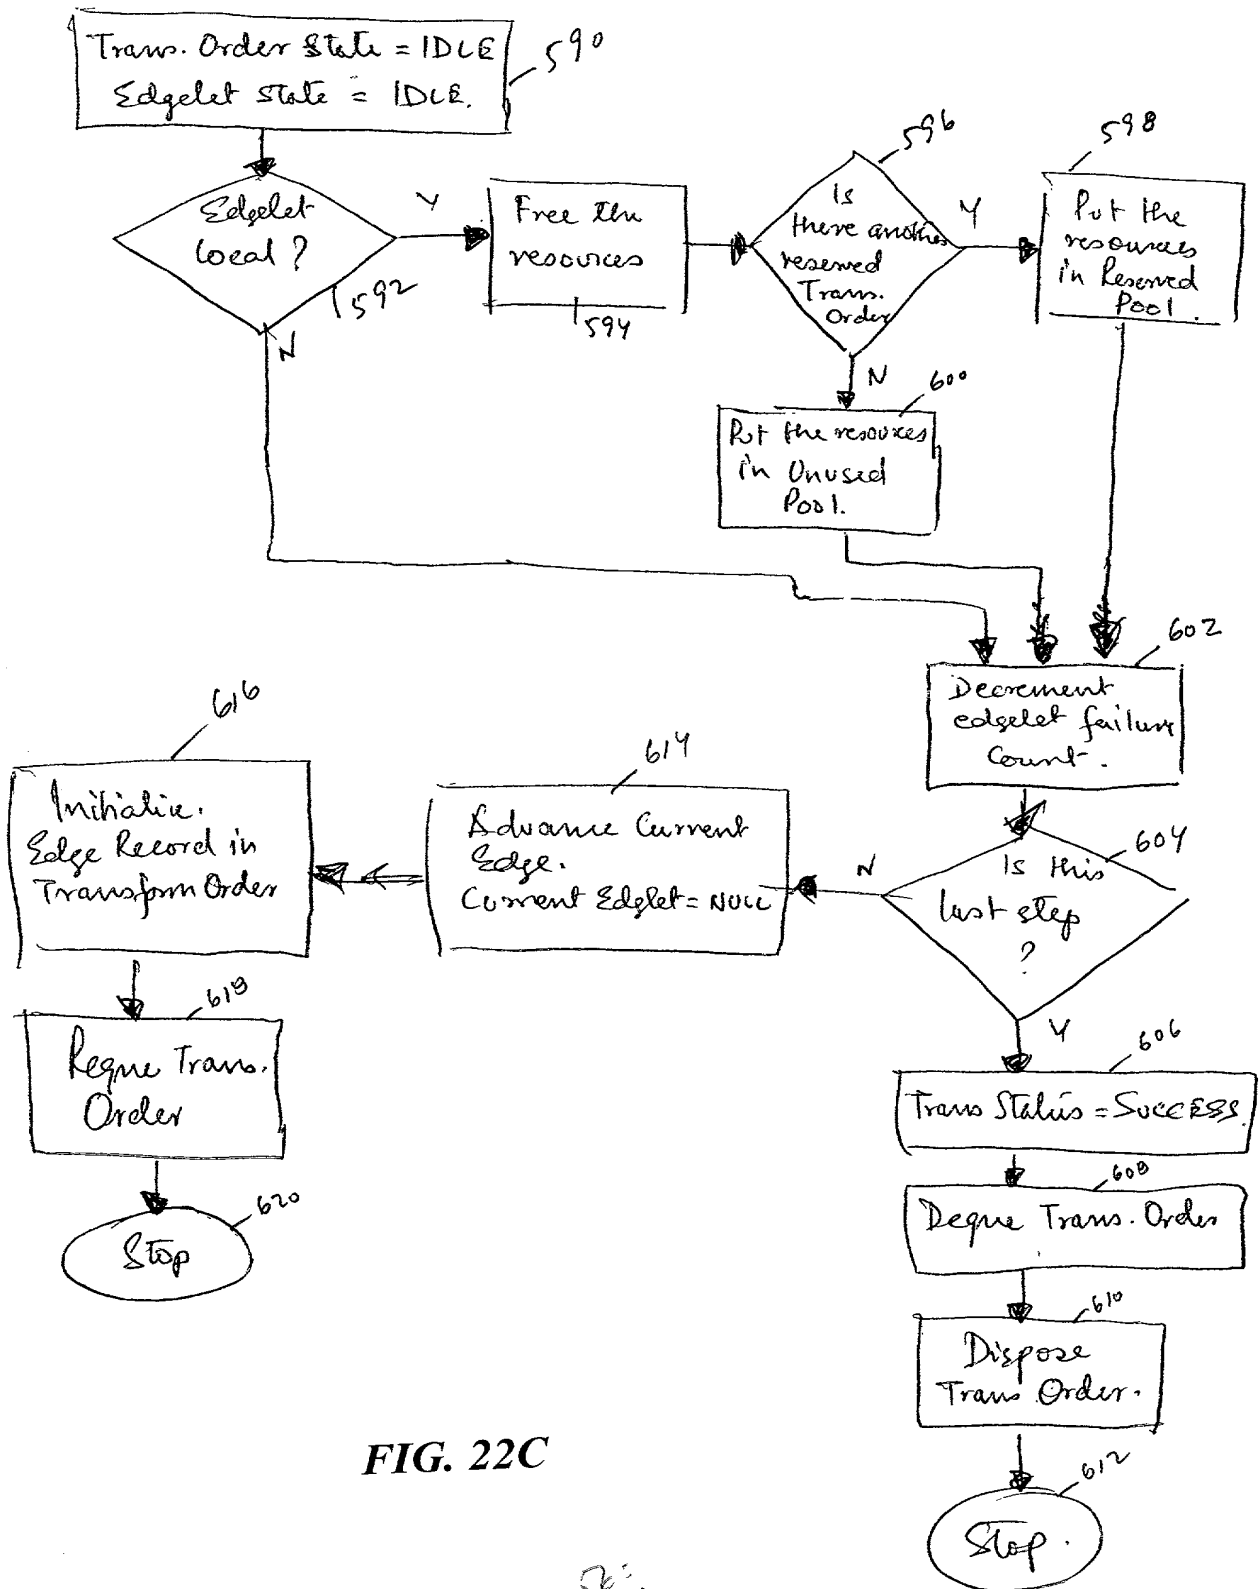 Trans. Order State = IDLE
Edgelet State = IDLE.
590
Edgelet
local ?
592
Y
N
Free the
resources
594
596
Is
there another
reserved
Trans.
Order
Y
N
598
Put the
resources
in Reserved
Pool.
600
Put the resources
in Unused
Pool.
602
Decrement
edgelet failure
Count.
604
Is this
last step
?
N
Y
614
Advance Current
Edge.
Current Edglet = NULL
616
Initialize.
Edge Record in
Transform Order
618
Reque Trans.
Order
620
Stop
606
Trans Status = SUCCESS.
608
Deque Trans. Order
610
Dispose
Trans Order.
612
Stop.
FIG. 22C